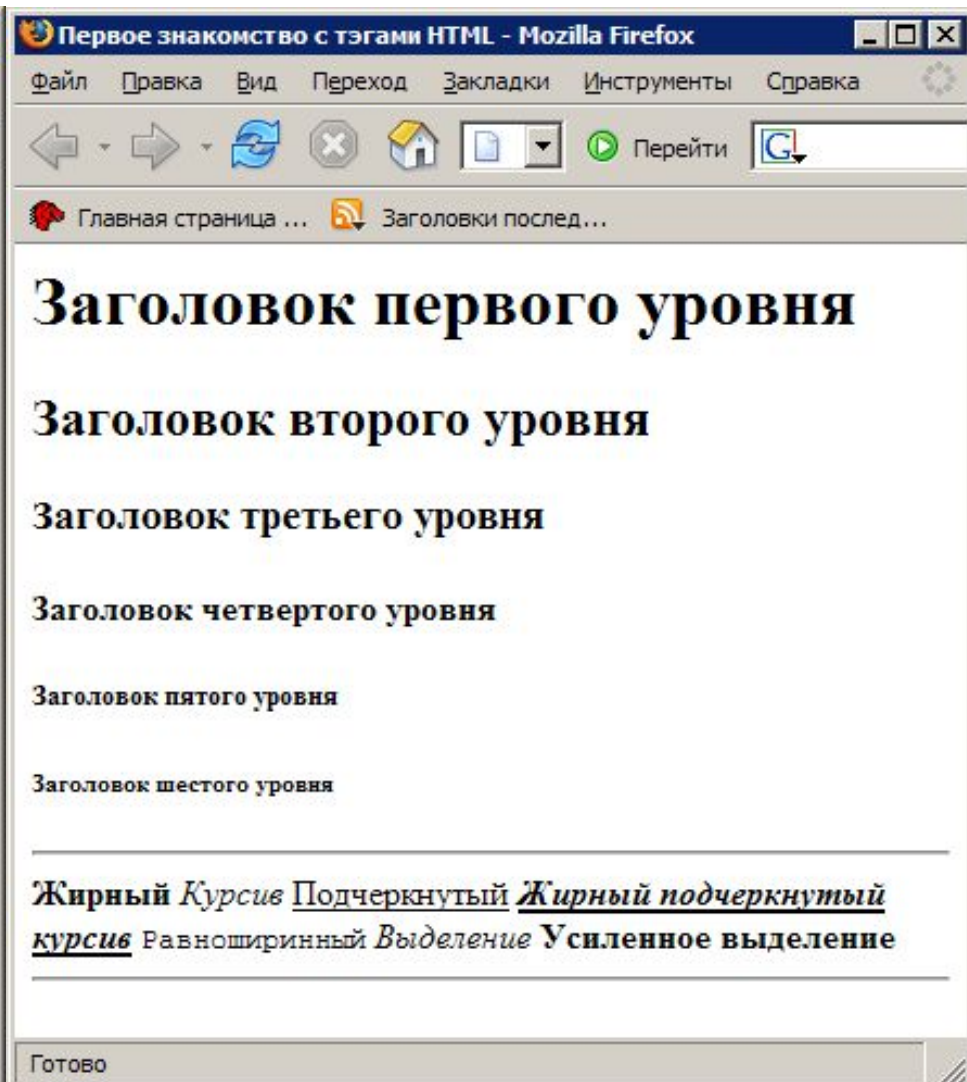 Первое знакомство с тэгами HTML - Mozilla Firefox
Файл Правка Вид Переход Закладки Инструменты Справка
Перейти G
Главная страница ... Заголовки послед...
Заголовок первого уровня
Заголовок второго уровня
Заголовок третьего уровня
Заголовок четвертого уровня
Заголовок пятого уровня
Заголовок шестого уровня
Жирный Курсив Подчеркнутый Жирный подчеркнутый
курсив Равноширинный Выделение Усиленное выделение
Готово